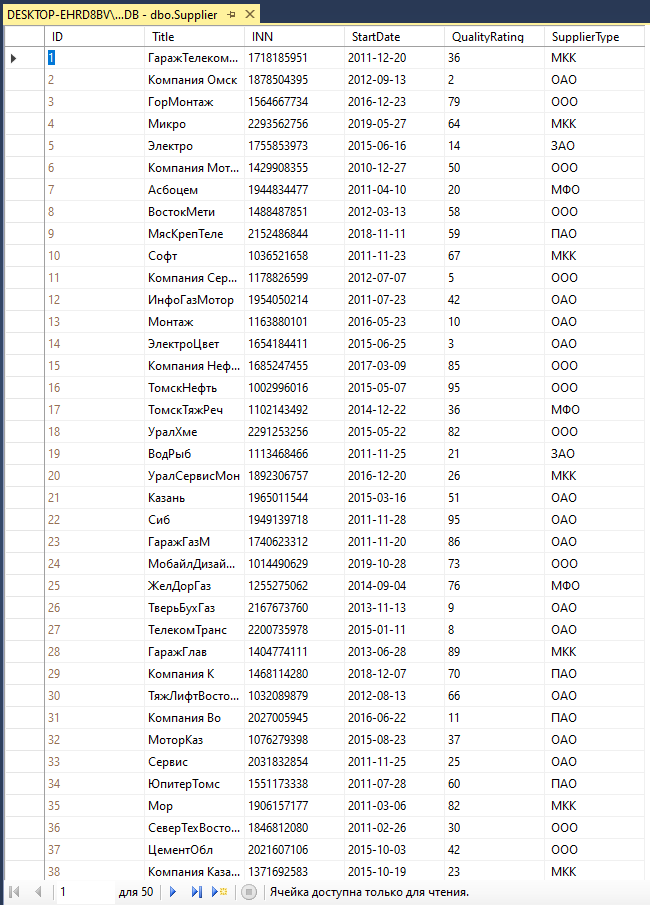 DESKTOP-EHRD8BV\...DB - dbo.Supplier
ID Title INN StartDate QualityRating SupplierType
1 ГаражТелеком... 1718185951 2011-12-20 36 МКК
2 Компания Омск 1878504395 2012-09-13 2 ОАО
3 ГорМонтаж 1564667734 2016-12-23 79 ООО
4 Микро 2293562756 2019-05-27 64 МКК
5 Электро 1755853973 2015-06-16 14 ЗАО
6 Компания Мот... 1429908355 2010-12-27 50 ООО
7 Асбоцем 1944834477 2011-04-10 20 МФО
8 ВостокМети 1488487851 2012-03-13 58 ООО
9 МясКрепТеле 2152486844 2018-11-11 59 ПАО
10 Софт 1036521658 2011-11-23 67 МКК
11 Компания Сер... 1178826599 2012-07-07 5 ООО
12 ИнфоГазМотор 1954050214 2011-07-23 42 ОАО
13 Монтаж 1163880101 2016-05-23 10 ОАО
14 ЭлектроЦвет 1654184411 2015-06-25 3 ОАО
15 Компания Неф... 1685247455 2017-03-09 85 ООО
16 ТомскНефть 1002996016 2015-05-07 95 ООО
17 ТомскТяжРеч 1102143492 2014-12-22 36 МФО
18 УралХме 2291253256 2015-05-22 82 ООО
19 ВодРыб 1113468466 2011-11-25 21 ЗАО
20 УралСервисМон 1892306757 2016-12-20 26 МКК
21 Казань 1965011544 2015-03-16 51 ОАО
22 Сиб 1949139718 2011-11-28 95 ОАО
23 ГаражГазМ 1740623312 2011-11-20 86 ОАО
24 МобайлДизай... 1014490629 2019-10-28 73 ООО
25 ЖелДорГаз 1255275062 2014-09-04 76 МФО
26 ТверьБухГаз 2167673760 2013-11-13 9 ОАО
27 ТелекомТранс 2200735978 2015-01-11 8 ОАО
28 ГаражГлав 1404774111 2013-06-28 89 МКК
29 Компания К 1468114280 2018-12-07 70 ПАО
30 ТяжЛифтВосто... 1032089879 2012-08-13 66 ОАО
31 Компания Во 2027005945 2016-06-22 11 ПАО
32 МоторКаз 1076279398 2015-08-23 37 ОАО
33 Сервис 2031832854 2011-11-25 25 ОАО
34 ЮпитерТомс 1551173338 2011-07-28 60 ПАО
35 Мор 1906157177 2011-03-06 82 МКК
36 СеверТехВосто... 1846812080 2011-02-26 30 ООО
37 ЦементОбл 2021607106 2015-10-03 42 ООО
38 Компания Каза... 1371692583 2015-10-19 23 МКК
1 для 50 Ячейка доступна только для чтения.